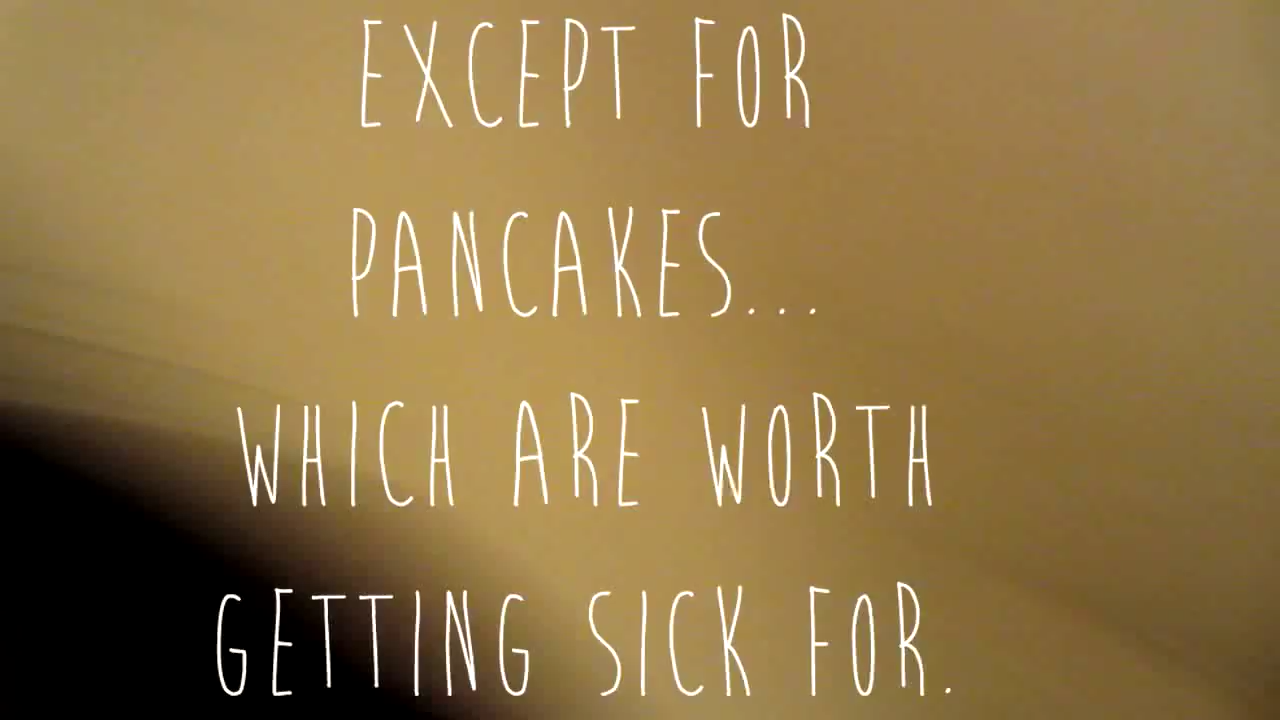 EXCEPT FOR
PANCAKES...
WHICH ARE WORTH
GETTING SICK FOR.